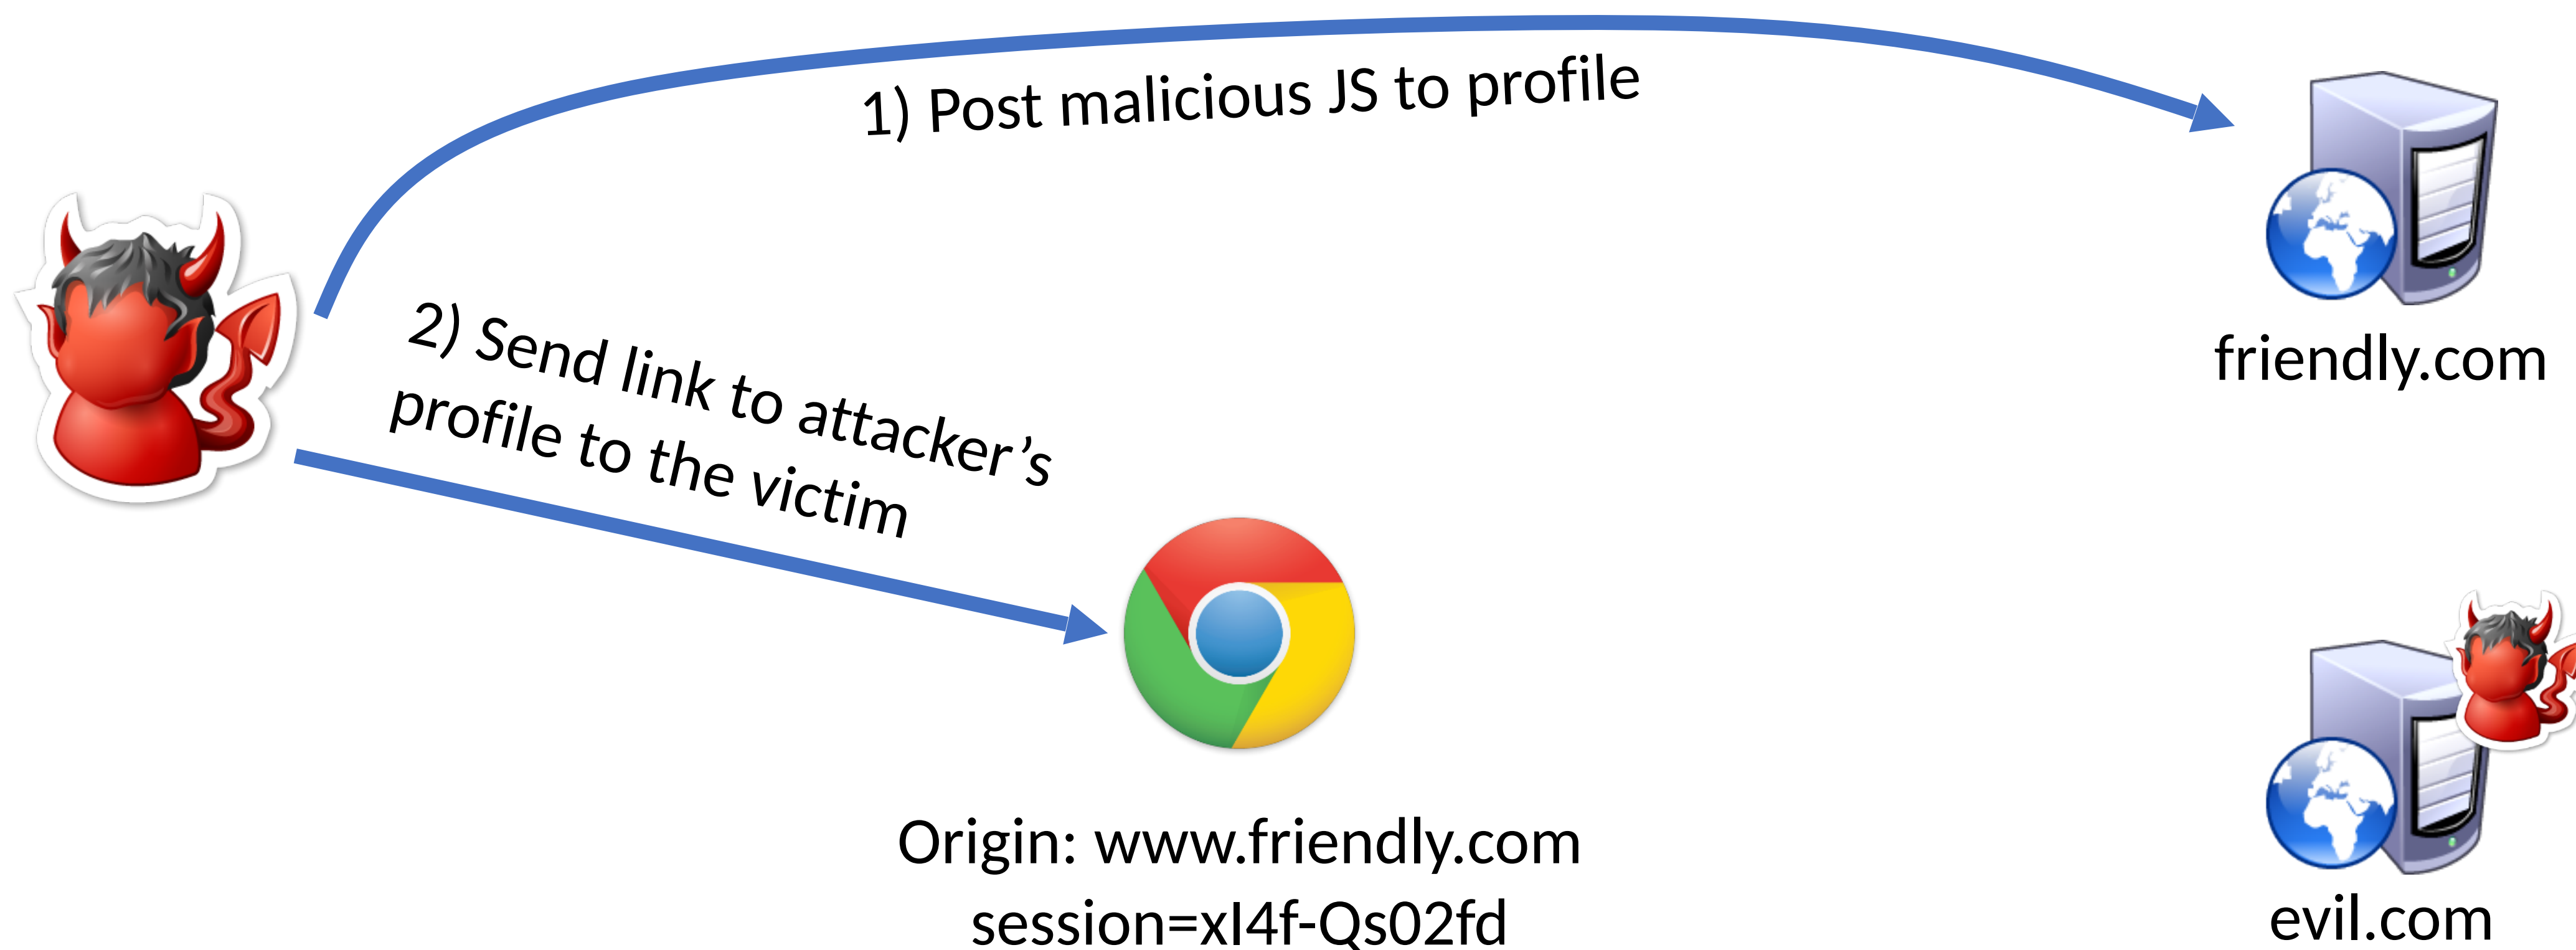 1) Post malicious JS to profile
2) Send link to attacker’s
profile to the victim
friendly.com
Origin: www.friendly.com
session=xI4f-Qs02fd
evil.com